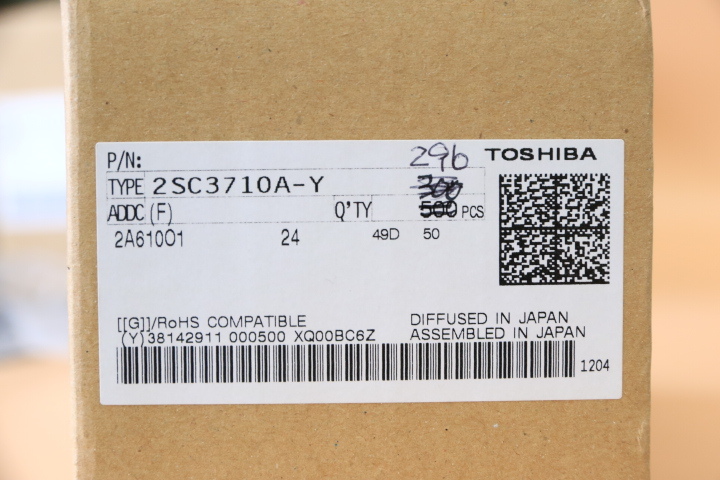 P/N: 296 TOSHIBA
TYPE 2SC3710A-Y 300
ADDC (F) Q'TY 500 PCS
2A61001 24 49D 50
[[G]]/RoHS COMPATIBLE DIFFUSED IN JAPAN
(Y)38142911 000500 XQ00BC6Z ASSEMBLED IN JAPAN
1204